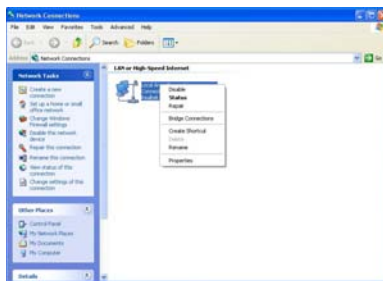 Network Connections
File Edit View Favorites Tools Advanced Help
Back Search Folders
Address Network Connections Go
Network Tasks
Create a new connection
Set up a home or small office network
Change Windows Firewall settings
Disable this network device
Repair this connection
Rename this connection
View status of this connection
Change settings of this connection
Other Places
Control Panel
My Network Places
My Documents
My Computer
Details
LAN or High-Speed Internet
Disable
Status
Repair
Bridge Connections
Create Shortcut
Delete
Rename
Properties